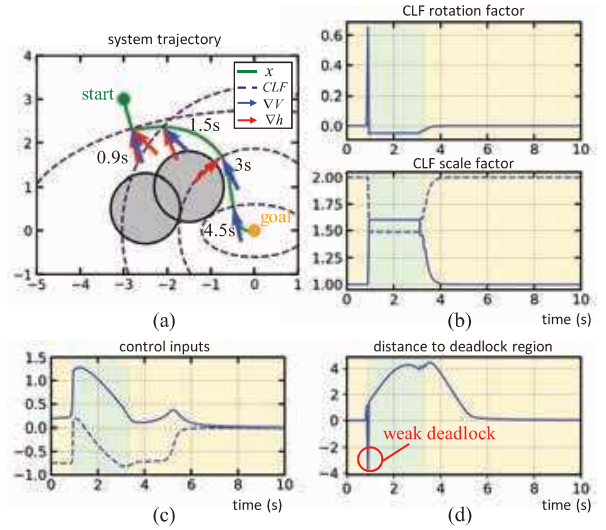 system trajectory
4
3
2
1
0
−1
−5 −4 −3 −2 −1 0 1
start
x
CLF
∇V
∇h
1.5s
0.9s
3s
4.5s
goal
(a)
CLF rotation factor
0.6
0.4
0.2
0.0
0 2 4 6 8 10
CLF scale factor
2.00
1.75
1.50
1.25
1.00
0 2 4 6 8 10
time (s)
(b)
control inputs
1.5
1.0
0.5
0.0
−0.5
−1.0
0 2 4 6 8 10
time (s)
(c)
distance to deadlock region
4
2
0
−2
−4
weak deadlock
0 2 4 6 8 10
time (s)
(d)